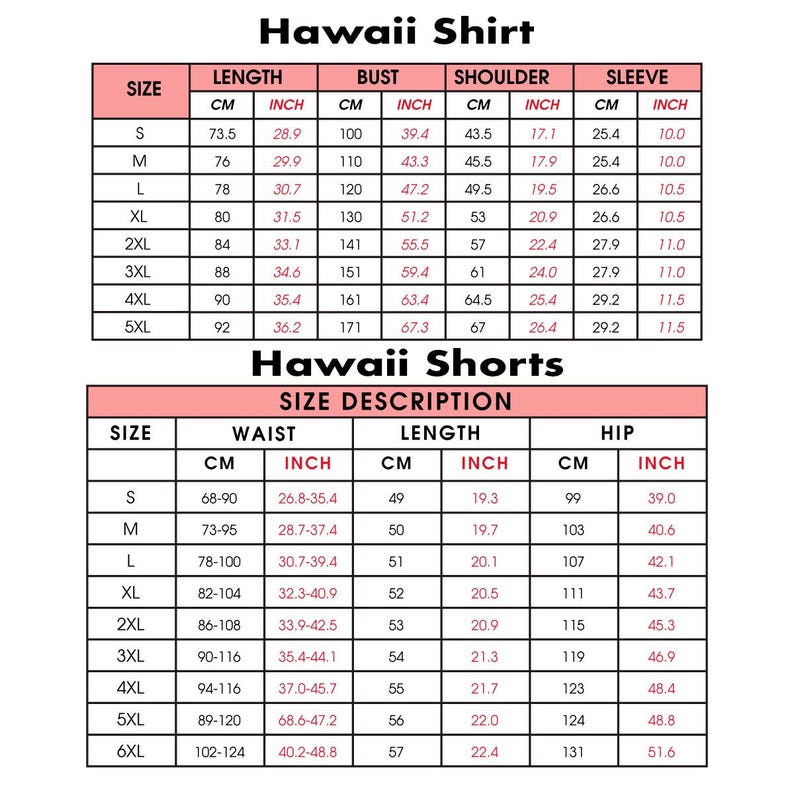 Hawaii Shirt
SIZE LENGTH BUST SHOULDER SLEEVE
CM INCH CM INCH CM INCH CM INCH
S 73.5 28.9 100 39.4 43.5 17.1 25.4 10.0
M 76 29.9 110 43.3 45.5 17.9 25.4 10.0
L 78 30.7 120 47.2 49.5 19.5 26.6 10.5
XL 80 31.5 130 51.2 53 20.9 26.6 10.5
2XL 84 33.1 141 55.5 57 22.4 27.9 11.0
3XL 88 34.6 151 59.4 61 24.0 27.9 11.0
4XL 90 35.4 161 63.4 64.5 25.4 29.2 11.5
5XL 92 36.2 171 67.3 67 26.4 29.2 11.5
Hawaii Shorts
SIZE DESCRIPTION
SIZE WAIST LENGTH HIP
CM INCH CM INCH CM INCH
S 68-90 26.8-35.4 49 19.3 99 39.0
M 73-95 28.7-37.4 50 19.7 103 40.6
L 78-100 30.7-39.4 51 20.1 107 42.1
XL 82-104 32.3-40.9 52 20.5 111 43.7
2XL 86-108 33.9-42.5 53 20.9 115 45.3
3XL 90-116 35.4-44.1 54 21.3 119 46.9
4XL 94-116 37.0-45.7 55 21.7 123 48.4
5XL 89-120 68.6-47.2 56 22.0 124 48.8
6XL 102-124 40.2-48.8 57 22.4 131 51.6